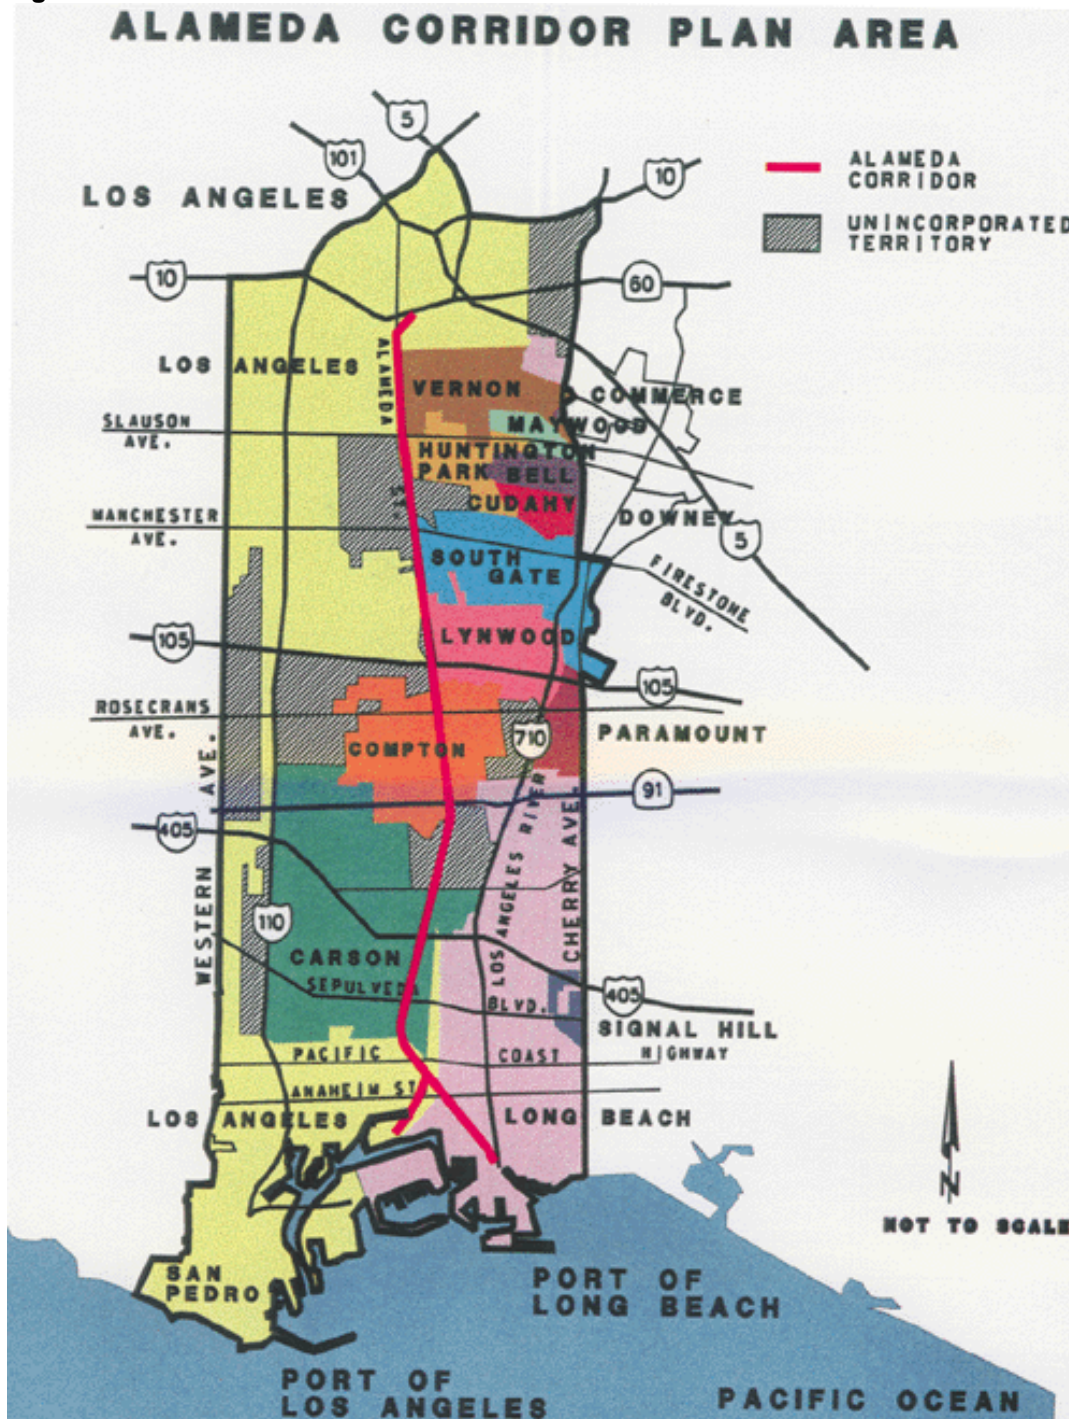 ALAMEDA CORRIDOR PLAN AREA
5
101
10
ALAMEDA
CORRIDOR
LOS ANGELES
UNINCORPORATED
TERRITORY
10
60
LOS ANGELES
ALAMEDA
ST.
VERNON
COMMERCE
SLAUSON
AVE.
MAYWOOD
HUNTINGTON
PARK
BELL
CUDAHY
MANCHESTER
AVE.
DOWNEY
5
SOUTH
GATE
FIRESTONE
BLVD.
105
LYNWOOD
105
ROSECRANS
AVE.
710
PARAMOUNT
COMPTON
91
405
WESTERN AVE.
LOS ANGELES RIVER
CHERRY AVE.
110
CARSON
SEPULVEDA
BLVD.
405
SIGNAL HILL
PACIFIC
COAST
HIGHWAY
ANAHEIM ST
LOS ANGELES
LONG BEACH
N
NOT TO SCALE
SAN
PEDRO
PORT OF
LONG BEACH
PORT OF
LOS ANGELES
PACIFIC OCEAN